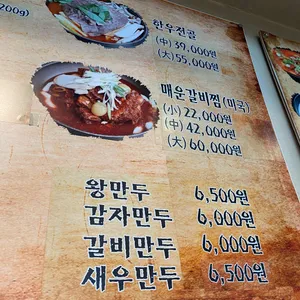 200g)
한우전골
(中) 39,000원
(大) 55,000원
매운갈비찜(미국)
(小) 22,000원
(中) 42,000원
(大) 60,000원
왕만두 6,500원
감자만두 6,000원
갈비만두 6,000원
새우만두 6,500원